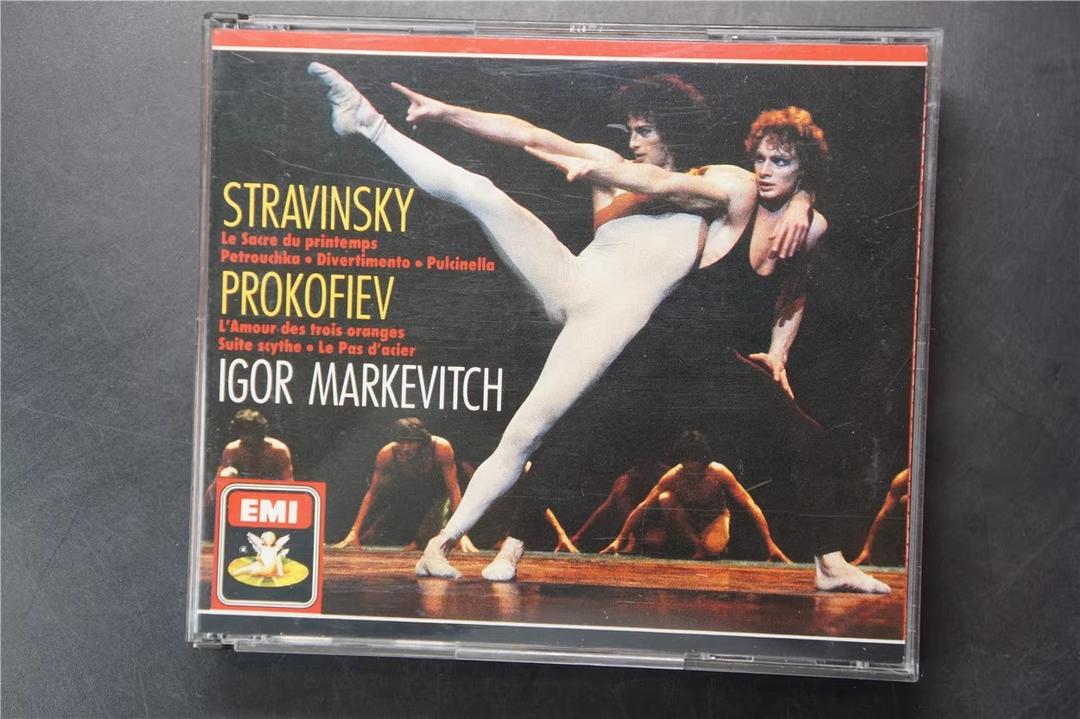 STRAVINSKY
Le Sacre du printemps
Petrouchka • Divertimento • Pulcinella
PROKOFIEV
L'Amour des trois oranges
Suite scythe • Le Pas d'acier
IGOR MARKEVITCH
EMI